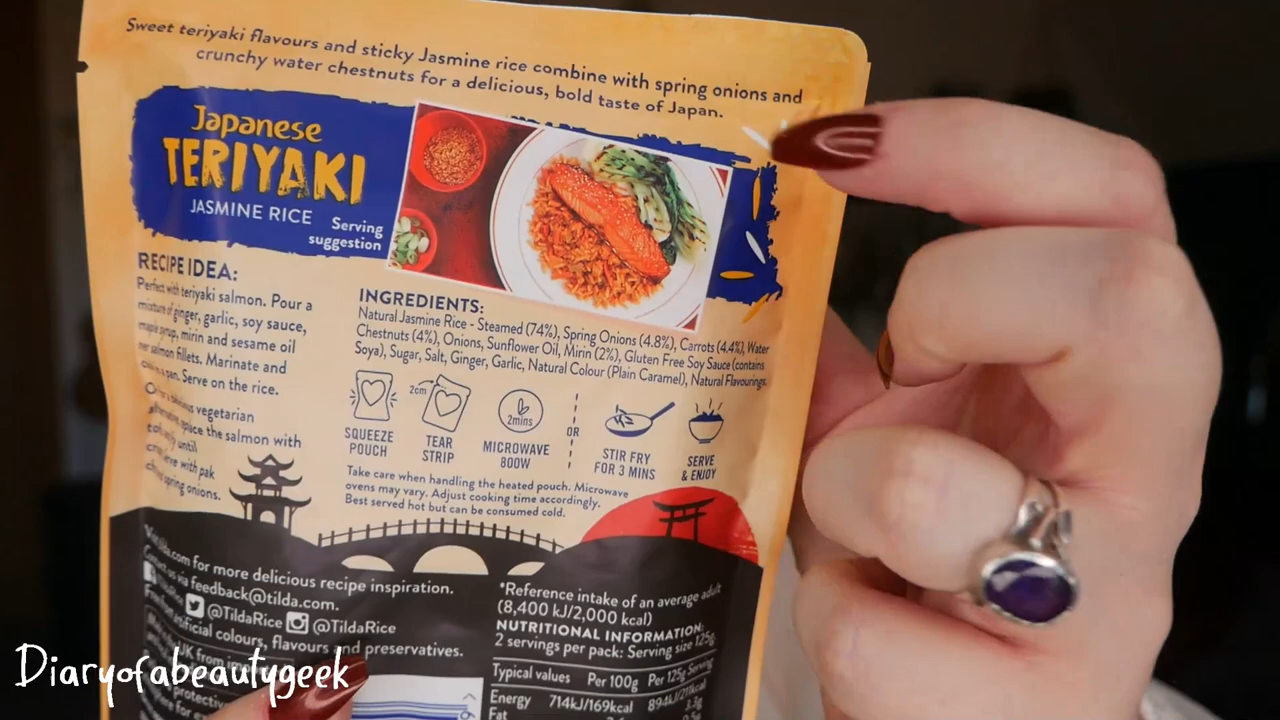 Sweet teriyaki flavours and sticky Jasmine rice combine with spring onions and
crunchy water chestnuts for a delicious, bold taste of Japan.
Japanese
TERIYAKI
JASMINE RICE
Serving
suggestion
RECIPE IDEA:
Perfect with teriyaki salmon. Pour a
mixture of ginger, garlic, soy sauce,
maple syrup, mirin and sesame oil
over salmon fillets. Marinate and
pan. Serve on the rice.
vegetarian
the salmon with
until
serve with pak
spring onions.
INGREDIENTS:
Natural Jasmine Rice - Steamed (74%), Spring Onions (4.8%), Carrots (4.4%), Water
Chestnuts (4%), Onions, Sunflower Oil, Mirin (2%), Gluten Free Soy Sauce (contains
Soya), Sugar, Salt, Ginger, Garlic, Natural Colour (Plain Caramel), Natural Flavourings.
SQUEEZE
POUCH
2cm
TEAR
STRIP
2mins
MICROWAVE
800W
OR
STIR FRY
FOR 3 MINS
SERVE
& ENJOY
Take care when handling the heated pouch. Microwave
ovens may vary. Adjust cooking time accordingly.
Best served hot but can be consumed cold.
for more delicious recipe inspiration.
via feedback@tilda.com.
@TildaRice @TildaRice
artificial colours, flavours and preservatives.
UK from
*Reference intake of an average adult
(8,400 kJ/2,000 kcal)
NUTRITIONAL INFORMATION:
2 servings per pack: Serving size 125g
Typical values Per 100g Per 125g Serving
Energy 714kJ/169kcal 894kJ/211kcal
Fat
Diaryofabeautygeek